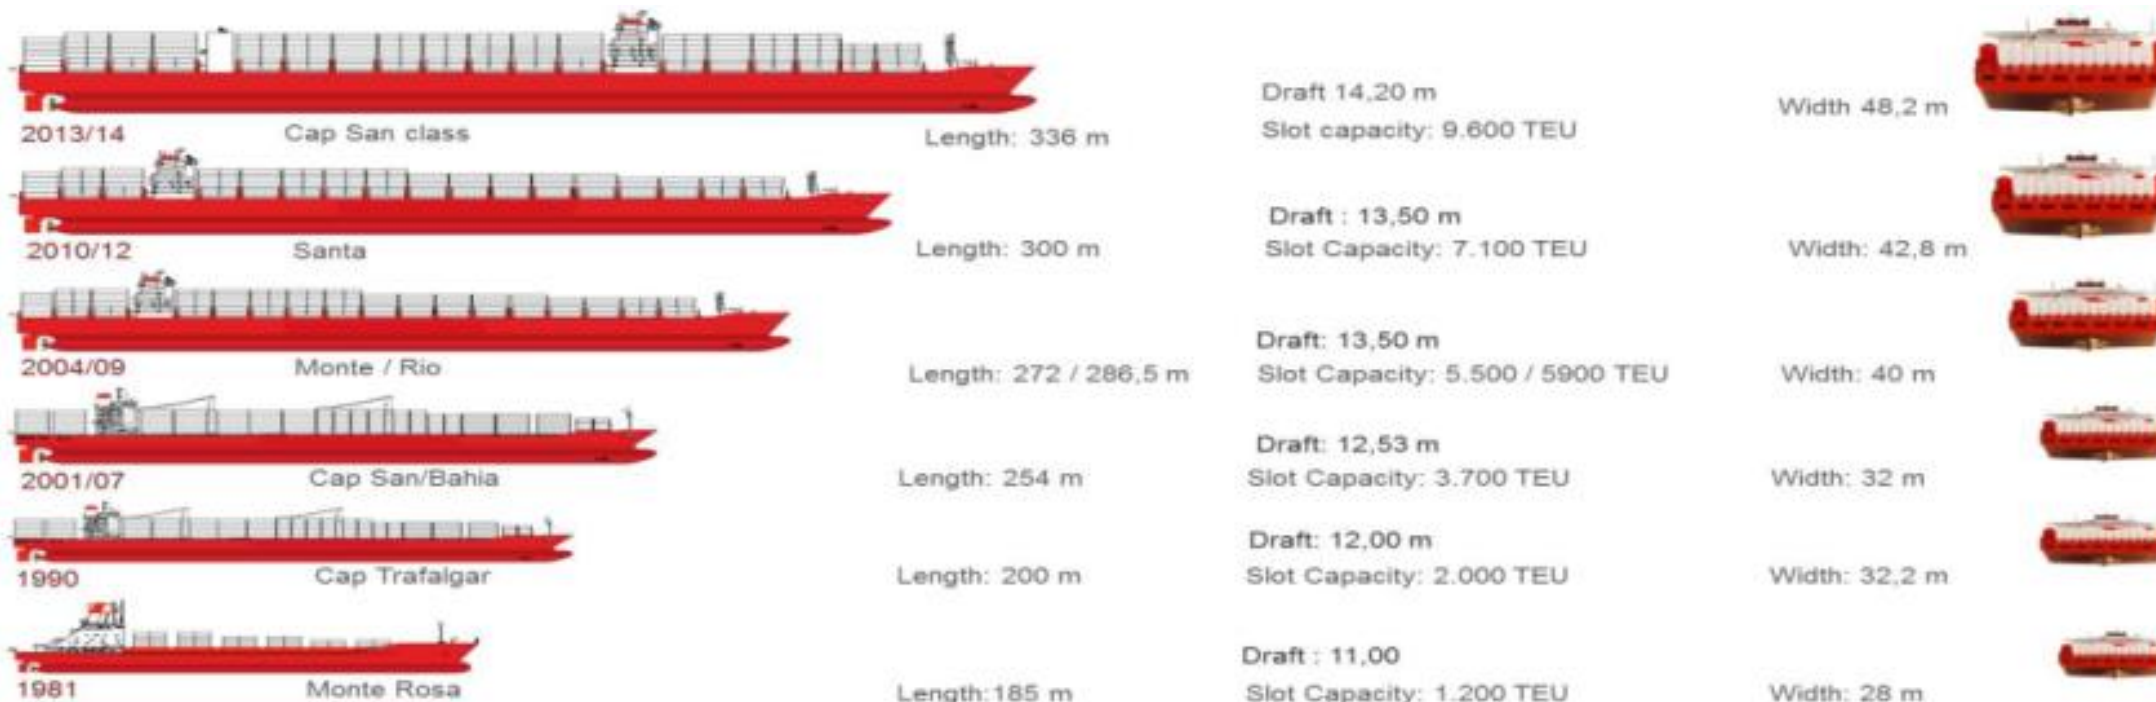 Draft 14,20 m
Width 48,2 m
2013/14 Cap San class Length: 336 m Slot capacity: 9.600 TEU
Draft : 13,50 m
2010/12 Santa Length: 300 m Slot Capacity: 7.100 TEU Width: 42,8 m
Draft: 13,50 m
2004/09 Monte / Rio Length: 272 / 286,5 m Slot Capacity: 5.500 / 5900 TEU Width: 40 m
Draft: 12,53 m
2001/07 Cap San/Bahia Length: 254 m Slot Capacity: 3.700 TEU Width: 32 m
Draft: 12,00 m
1990 Cap Trafalgar Length: 200 m Slot Capacity: 2.000 TEU Width: 32,2 m
Draft : 11,00
1981 Monte Rosa Length:185 m Slot Capacity: 1.200 TEU Width: 28 m